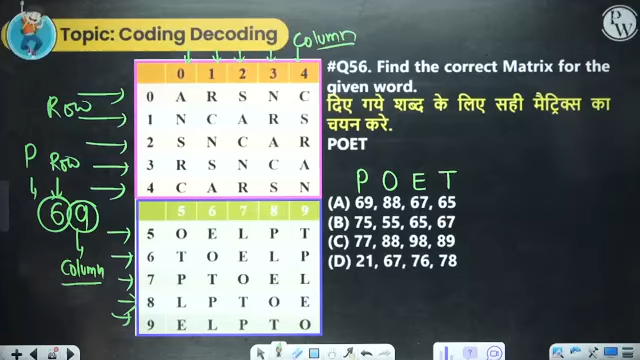 Topic: Coding Decoding
PW
Column
0 1 2 3 4
0 A R S N C
1 N C A R S
2 S N C A R
3 R S N C A
4 C A R S N
5 6 7 8 9
5 O E L P T
6 T O E L P
7 P T O E L
8 L P T O E
9 E L P T O
Row
P Row
69
Column
#Q56. Find the correct Matrix for the
given word.
दिए गये शब्द के लिए सही मैट्रिक्स का
चयन करे.
POET
P O E T
(A) 69, 88, 67, 65
(B) 75, 55, 65, 67
(C) 77, 88, 98, 89
(D) 21, 67, 76, 78